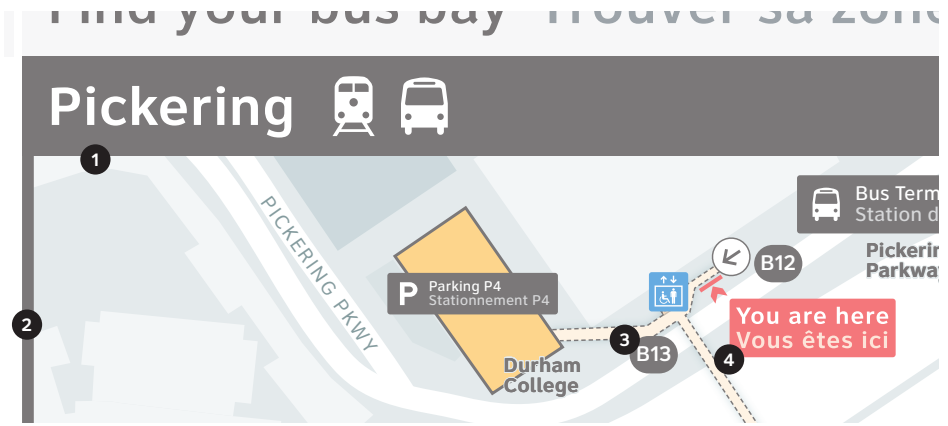 Find your bus bay Trouver sa zone
Pickering
1
PICKERING PKWY
Bus Term
Station d
Pickerin
Parkway
B12
P Parking P4
Stationnement P4
2
You are here
Vous êtes ici
3
B13
4
Durham
College